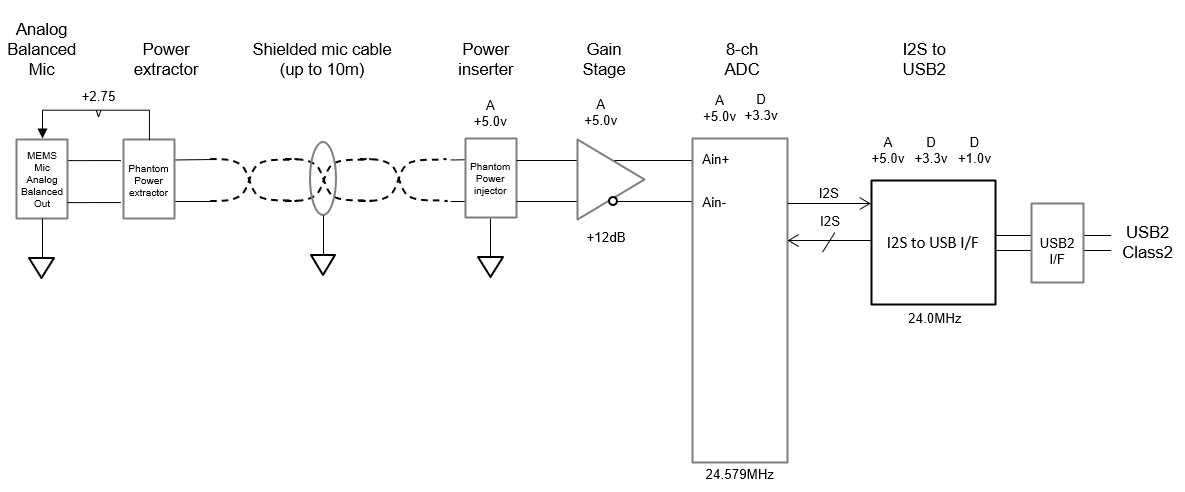 Analog
Balanced
Mic
Power
extractor
Shielded mic cable
(up to 10m)
Power
inserter
Gain
Stage
8-ch
ADC
I2S to
USB2
+2.75
v
A
+5.0v
A
+5.0v
A D
+5.0v +3.3v
A D D
+5.0v +3.3v +1.0v
MEMS
Mic
Analog
Balanced
Out
Phantom
Power
extractor
Phantom
Power
injector
+12dB
Ain+
Ain-
I2S
I2S
I2S to USB I/F
USB2
I/F
USB2
Class2
24.0MHz
24.579MHz